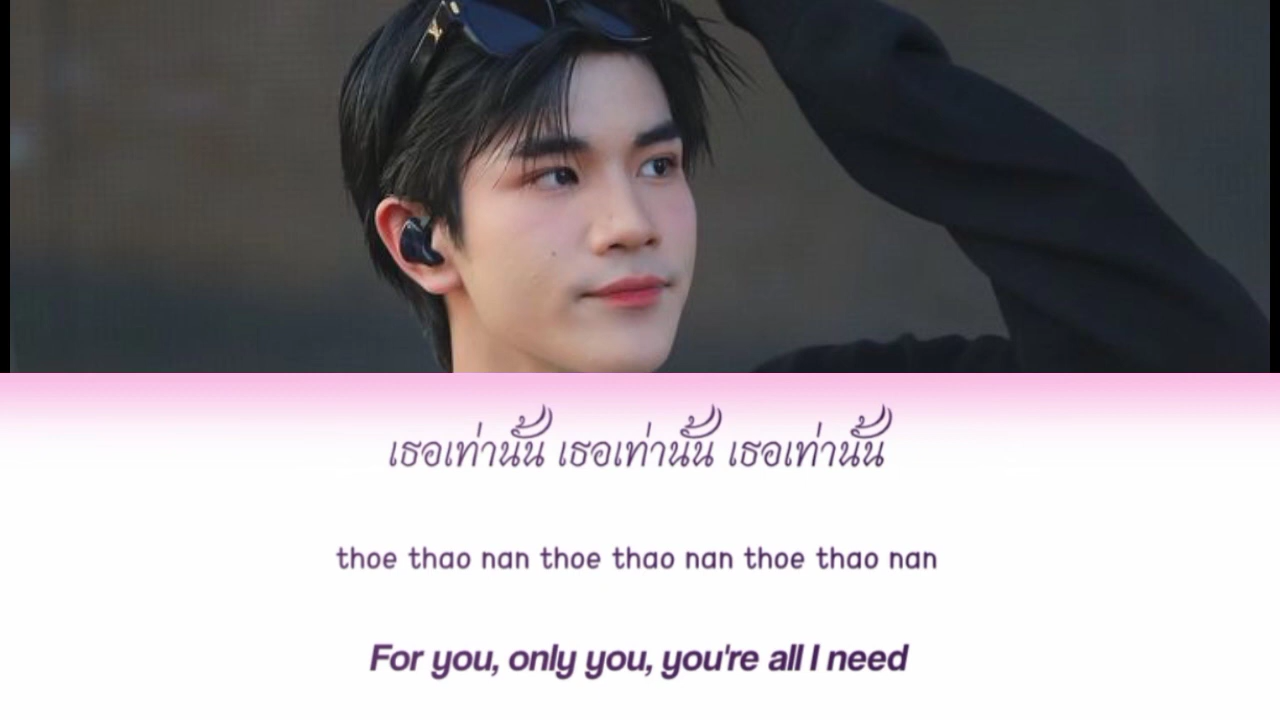 เธอเท่านั้น เธอเท่านั้น เธอเท่านั้น
thoe thao nan thoe thao nan thoe thao nan
For you, only you, you're all I need